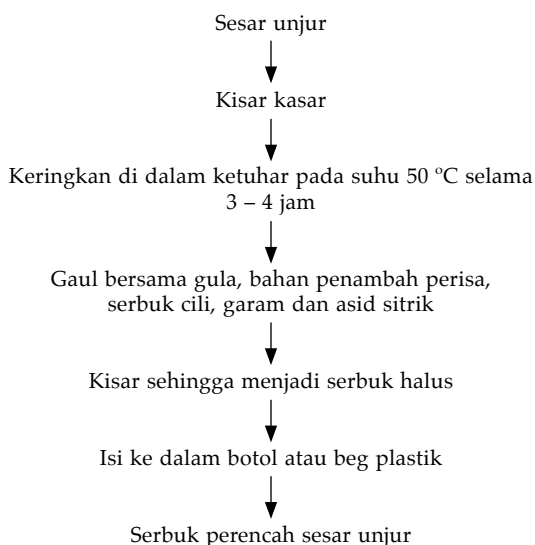 Sesar unjur
Kisar kasar
Keringkan di dalam ketuhar pada suhu 50 ºC selama
3 – 4 jam
Gaul bersama gula, bahan penambah perisa,
serbuk cili, garam dan asid sitrik
Kisar sehingga menjadi serbuk halus
Isi ke dalam botol atau beg plastik
Serbuk perencah sesar unjur